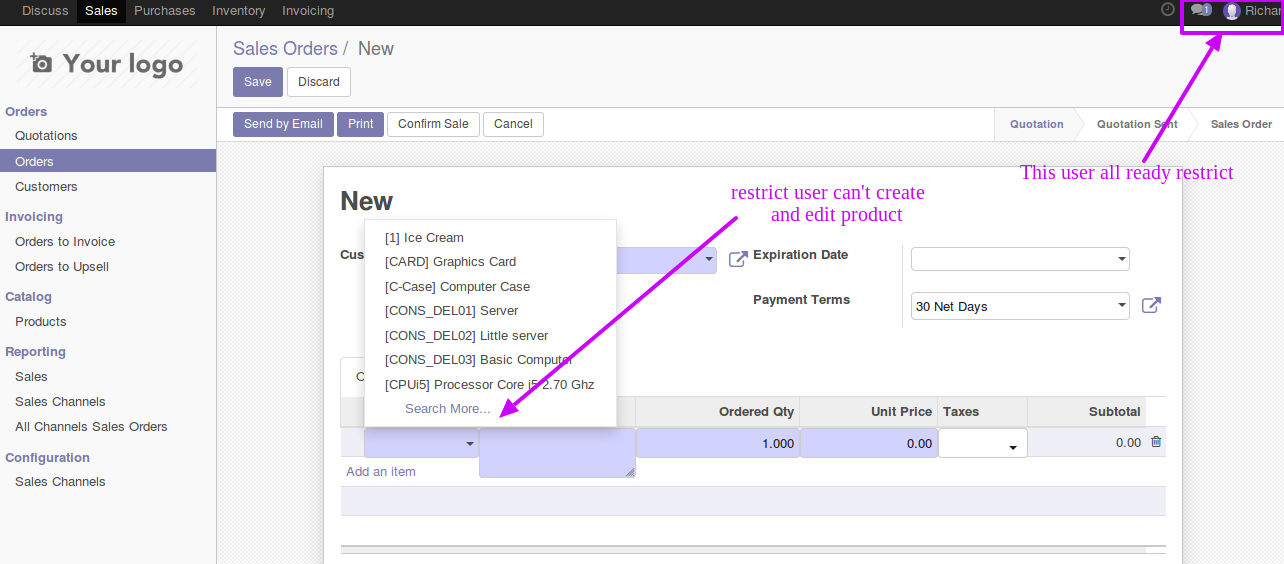 Discuss Sales Purchases Inventory Invoicing 1 Richar
Your logo
Sales Orders / New
Save Discard
Orders
Quotations
Orders
Customers
Invoicing
Orders to Invoice
Orders to Upsell
Catalog
Products
Reporting
Sales
Sales Channels
All Channels Sales Orders
Configuration
Sales Channels
Send by Email Print Confirm Sale Cancel
Quotation Quotation Sent Sales Order
This user all ready restrict
restrict user can't create
and edit product
New
Cus
[1] Ice Cream
[CARD] Graphics Card
[C-Case] Computer Case
[CONS_DEL01] Server
[CONS_DEL02] Little server
[CONS_DEL03] Basic Computer
[CPUi5] Processor Core i5 2.70 Ghz
Search More...
Expiration Date
Payment Terms 30 Net Days
Ordered Qty Unit Price Taxes Subtotal
1.000 0.00 0.00
Add an item